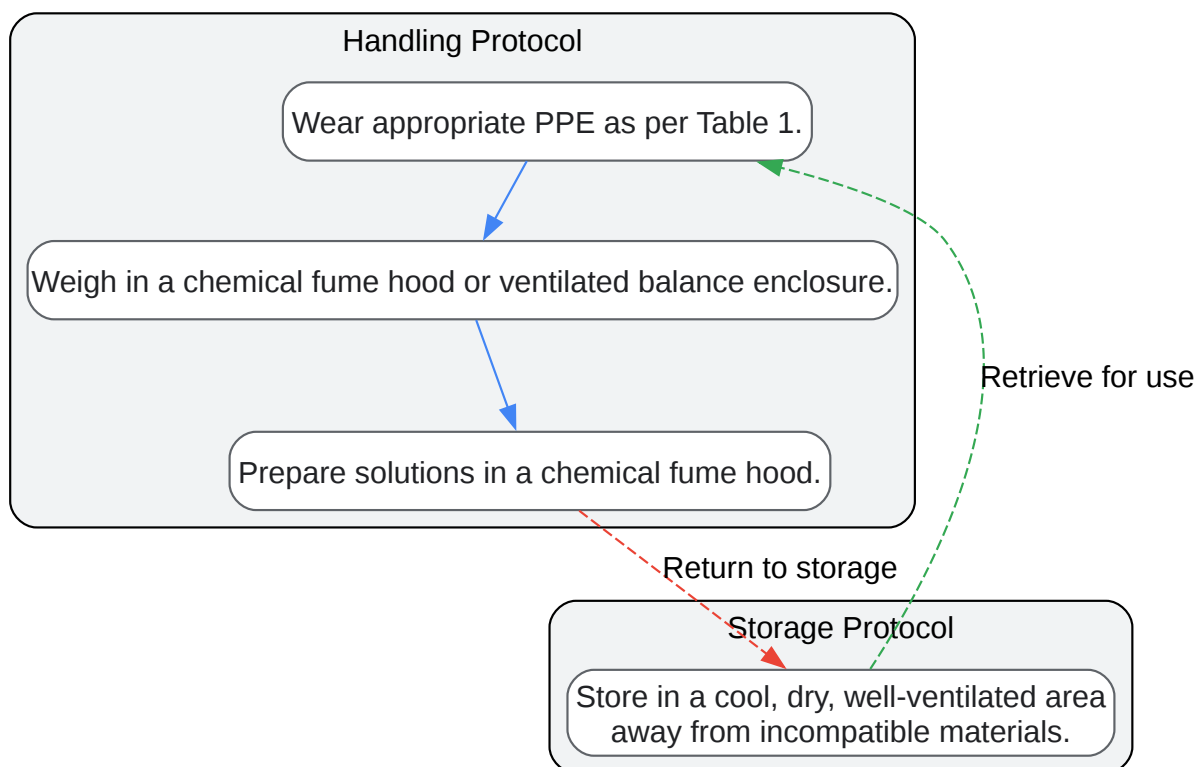 Handling Protocol
Wear appropriate PPE as per Table 1.
Weigh in a chemical fume hood or ventilated balance enclosure.
Retrieve for use
Prepare solutions in a chemical fume hood.
Return to storage
Storage Protocol
Store in a cool, dry, well-ventilated area
away from incompatible materials.